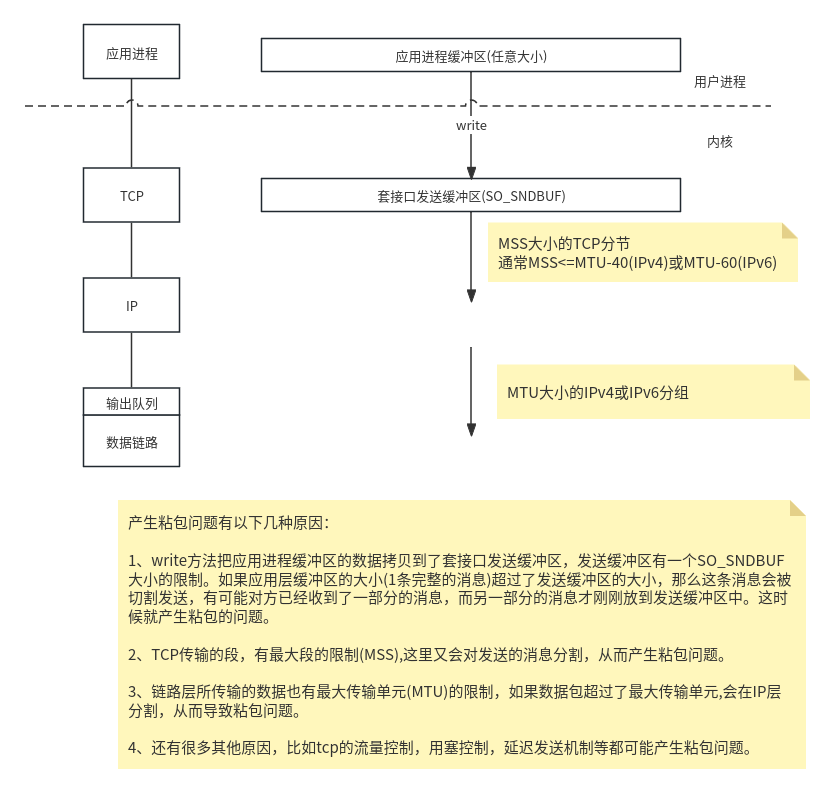 应用进程
应用进程缓冲区(任意大小)
用户进程
write
内核
TCP
套接口发送缓冲区(SO_SNDBUF)
MSS大小的TCP分节
通常MSS<=MTU-40(IPv4)或MTU-60(IPv6)
IP
MTU大小的IPv4或IPv6分组
输出队列
数据链路
产生粘包问题有以下几种原因：
1、write方法把应用进程缓冲区的数据拷贝到了套接口发送缓冲区，发送缓冲区有一个SO_SNDBUF
大小的限制。如果应用层缓冲区的大小(1条完整的消息)超过了发送缓冲区的大小，那么这条消息会被
切割发送，有可能对方已经收到了一部分的消息，而另一部分的消息才刚刚放到发送缓冲区中。这时
候就产生粘包的问题。
2、TCP传输的段，有最大段的限制(MSS),这里又会对发送的消息分割，从而产生粘包问题。
3、链路层所传输的数据也有最大传输单元(MTU)的限制，如果数据包超过了最大传输单元,会在IP层
分割，从而导致粘包问题。
4、还有很多其他原因，比如tcp的流量控制，用塞控制，延迟发送机制等都可能产生粘包问题。